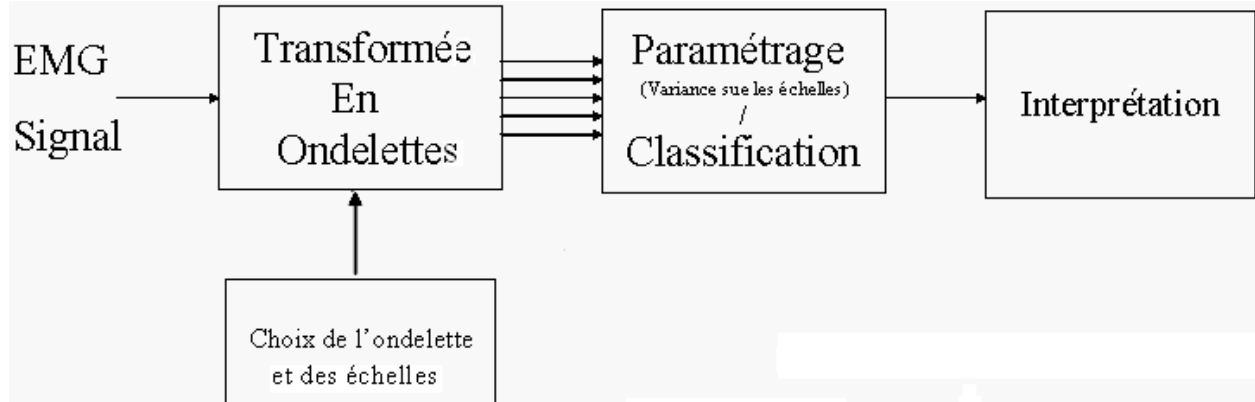 EMG
Signal
Transformée
En
Ondelettes
Paramétrage
(Variance sue les échelles)
/
Classification
Interprétation
Choix de l'ondelette
et des échelles